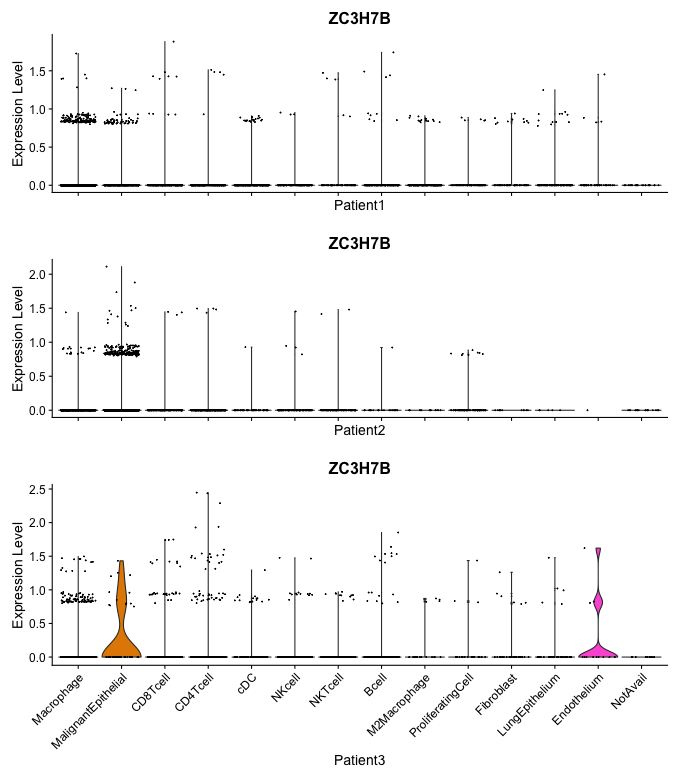 ZC3H7B
Expression Level
1.5
1.0
0.5
0.0
Patient1
ZC3H7B
Expression Level
2.0
1.5
1.0
0.5
0.0
Patient2
ZC3H7B
Expression Level
2.5
2.0
1.5
1.0
0.5
0.0
Macrophage
MalignantEpithelial
CD8Tcell
CD4Tcell
cDC
NKcell
NKTcell
Bcell
M2Macrophage
ProliferatingCell
Fibroblast
LungEpithelium
Endothelium
NotAvail
Patient3